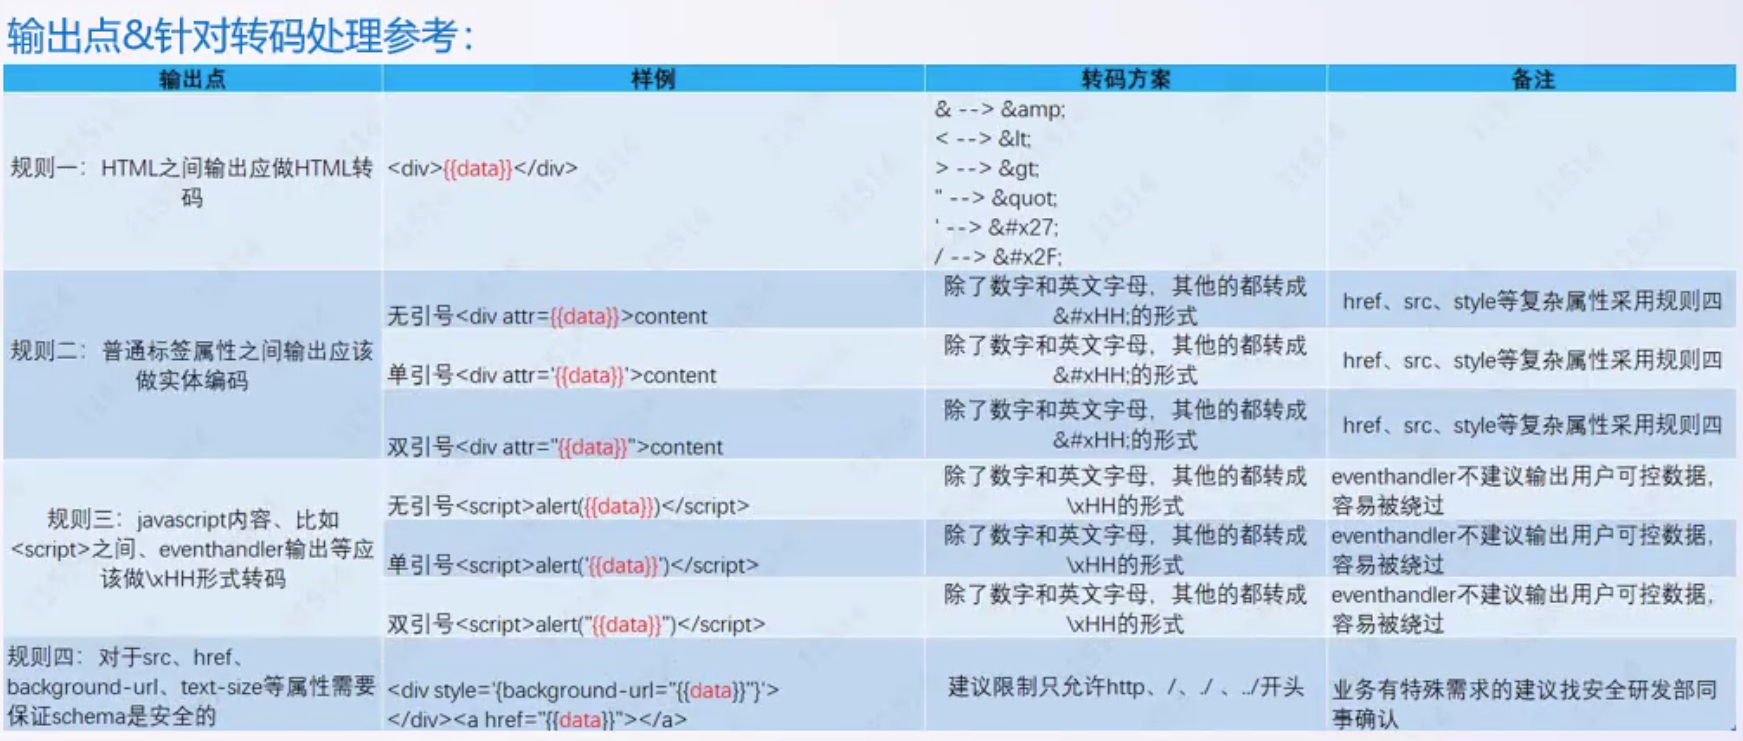 输出点&针对转码处理参考：
输出点 样例 转码方案 备注
规则一：HTML之间输出应做HTML转
码
<div>{{data}}</div>
& --> &amp;
< --> &lt;
> --> &gt;
" --> &quot;
' --> &#x27;
/ --> &#x2F;
规则二：普通标签属性之间输出应该
做实体编码
无引号<div attr={{data}}>content
除了数字和英文字母，其他的都转成
&#xHH;的形式
href、src、style等复杂属性采用规则四
单引号<div attr='{{data}}'>content
除了数字和英文字母，其他的都转成
&#xHH;的形式
href、src、style等复杂属性采用规则四
双引号<div attr="{{data}}">content
除了数字和英文字母，其他的都转成
&#xHH;的形式
href、src、style等复杂属性采用规则四
规则三：javascript内容、比如
<script>之间、eventhandler输出等应
该做\xHH形式转码
无引号<script>alert({{data}})</script>
除了数字和英文字母，其他的都转成
\xHH的形式
eventhandler不建议输出用户可控数据，
容易被绕过
单引号<script>alert('{{data}}')</script>
除了数字和英文字母，其他的都转成
\xHH的形式
eventhandler不建议输出用户可控数据，
容易被绕过
双引号<script>alert("{{data}}")</script>
除了数字和英文字母，其他的都转成
\xHH的形式
eventhandler不建议输出用户可控数据，
容易被绕过
规则四：对于src、href、
background-url、text-size等属性需要
保证schema是安全的
<div style='{background-url="{{data}}"}'>
</div><a href="{{data}}"></a>
建议限制只允许http、/、./ 、../开头
业务有特殊需求的建议找安全研发部同
事确认